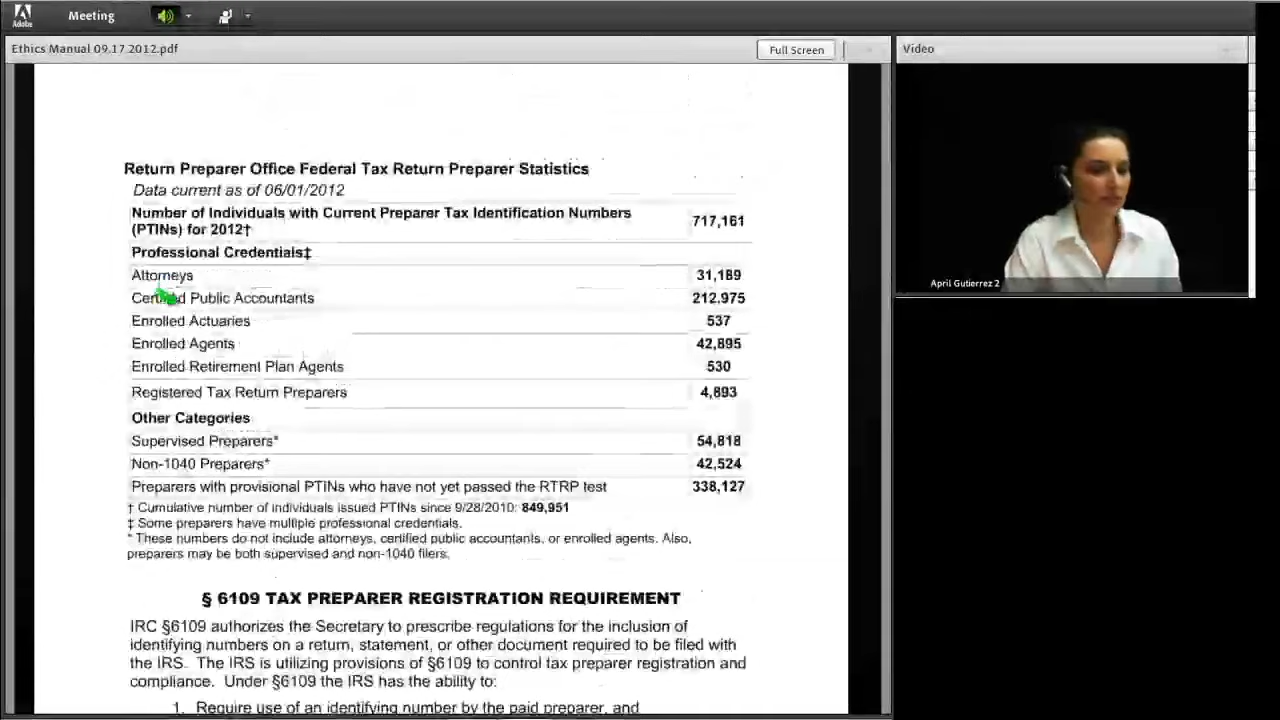 Adobe
Meeting
Ethics Manual 09.17 2012.pdf
Full Screen
Video
Return Preparer Office Federal Tax Return Preparer Statistics
Data current as of 06/01/2012
Number of Individuals with Current Preparer Tax Identification Numbers
(PTINs) for 2012† 717,161
Professional Credentials‡
Attorneys 31,189
Certified Public Accountants 212,975
Enrolled Actuaries 537
Enrolled Agents 42,895
Enrolled Retirement Plan Agents 530
Registered Tax Return Preparers 4,893
Other Categories
Supervised Preparers* 54,818
Non-1040 Preparers* 42,524
Preparers with provisional PTINs who have not yet passed the RTRP test 338,127
† Cumulative number of individuals issued PTINs since 9/28/2010: 849,951
‡ Some preparers have multiple professional credentials.
* These numbers do not include attorneys, certified public accountants, or enrolled agents. Also,
preparers may be both supervised and non-1040 filers.
§ 6109 TAX PREPARER REGISTRATION REQUIREMENT
IRC §6109 authorizes the Secretary to prescribe regulations for the inclusion of
identifying numbers on a return, statement, or other document required to be filed with
the IRS. The IRS is utilizing provisions of §6109 to control tax preparer registration and
compliance. Under §6109 the IRS has the ability to:
1. Require use of an identifying number by the paid preparer, and
April Gutierrez 2